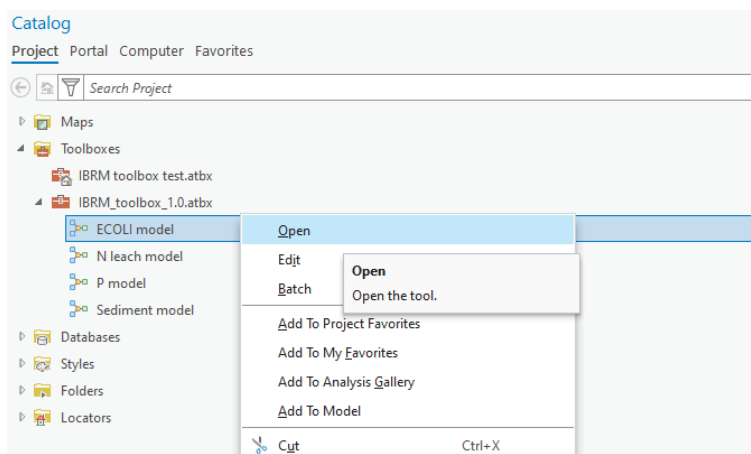 Catalog
Project Portal Computer Favorites
Search Project
Maps
Toolboxes
IBRM toolbox test.atbx
IBRM_toolbox_1.0.atbx
ECOLI model
N leach model
P model
Sediment model
Databases
Styles
Folders
Locators
Open
Edit
Batch
Open
Open the tool.
Add To Project Favorites
Add To My Favorites
Add To Analysis Gallery
Add To Model
Cut Ctrl+X